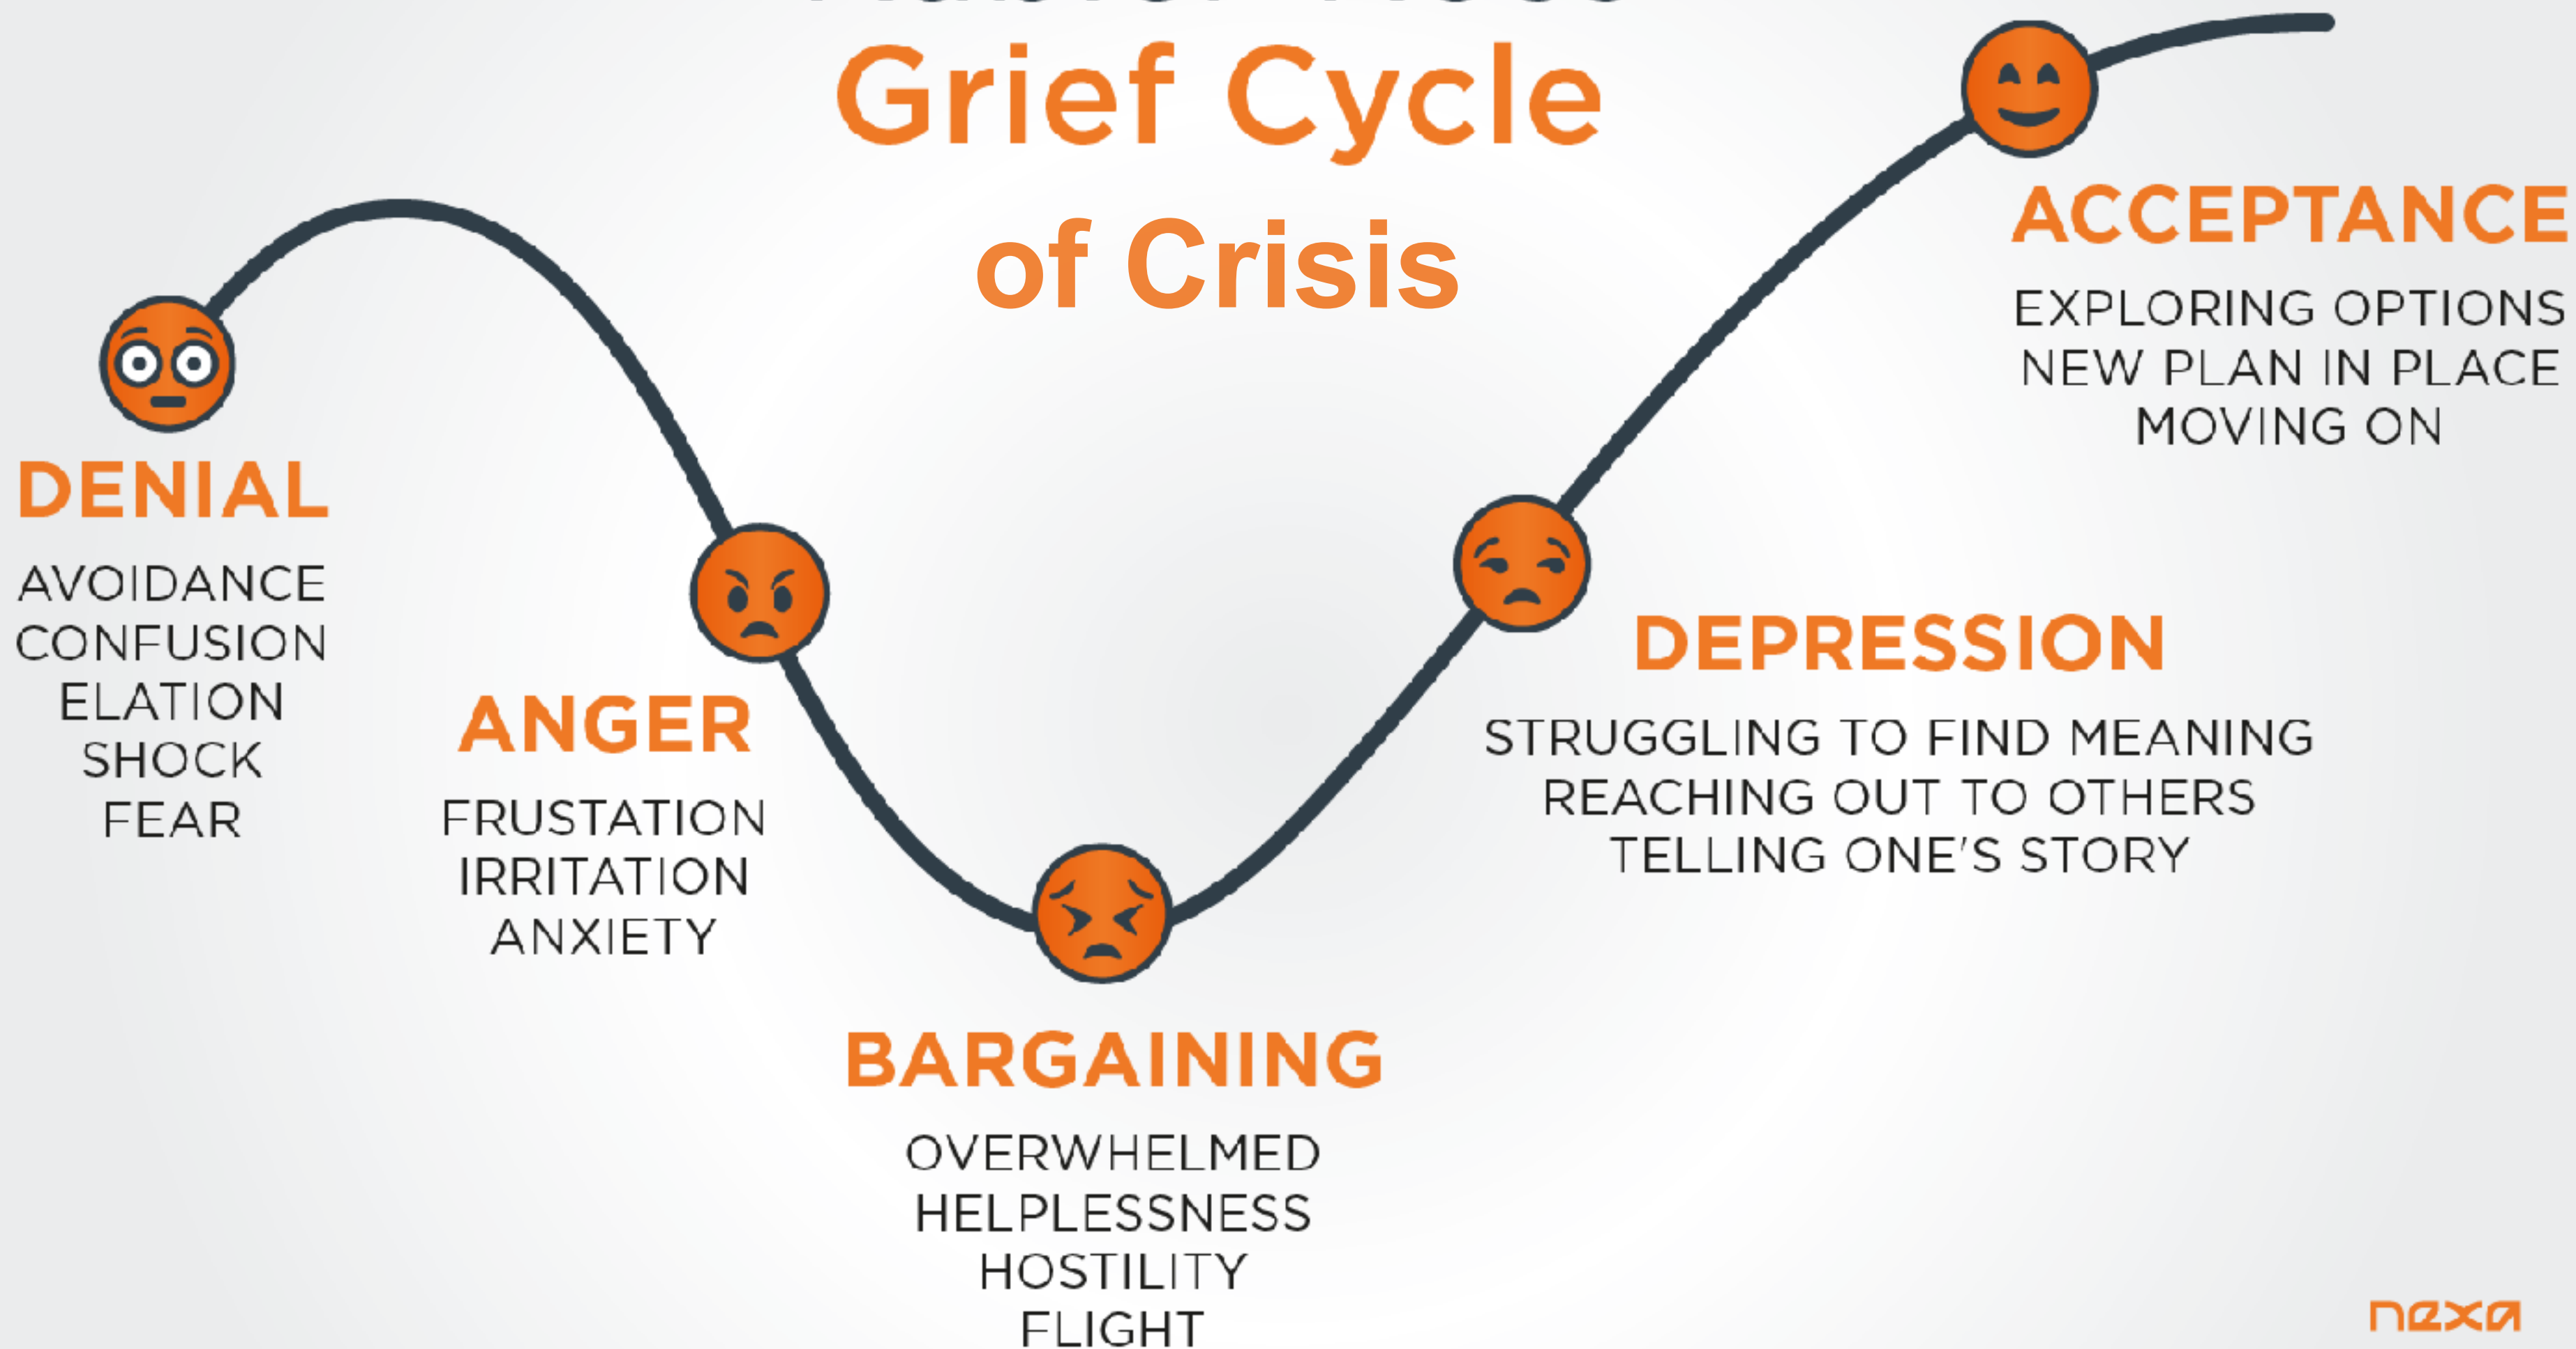 Grief Cycle
of Crisis
DENIAL
AVOIDANCE
CONFUSION
ELATION
SHOCK
FEAR
ANGER
FRUSTATION
IRRITATION
ANXIETY
BARGAINING
OVERWHELMED
HELPLESSNESS
HOSTILITY
FLIGHT
DEPRESSION
STRUGGLING TO FIND MEANING
REACHING OUT TO OTHERS
TELLING ONE'S STORY
ACCEPTANCE
EXPLORING OPTIONS
NEW PLAN IN PLACE
MOVING ON
nexa